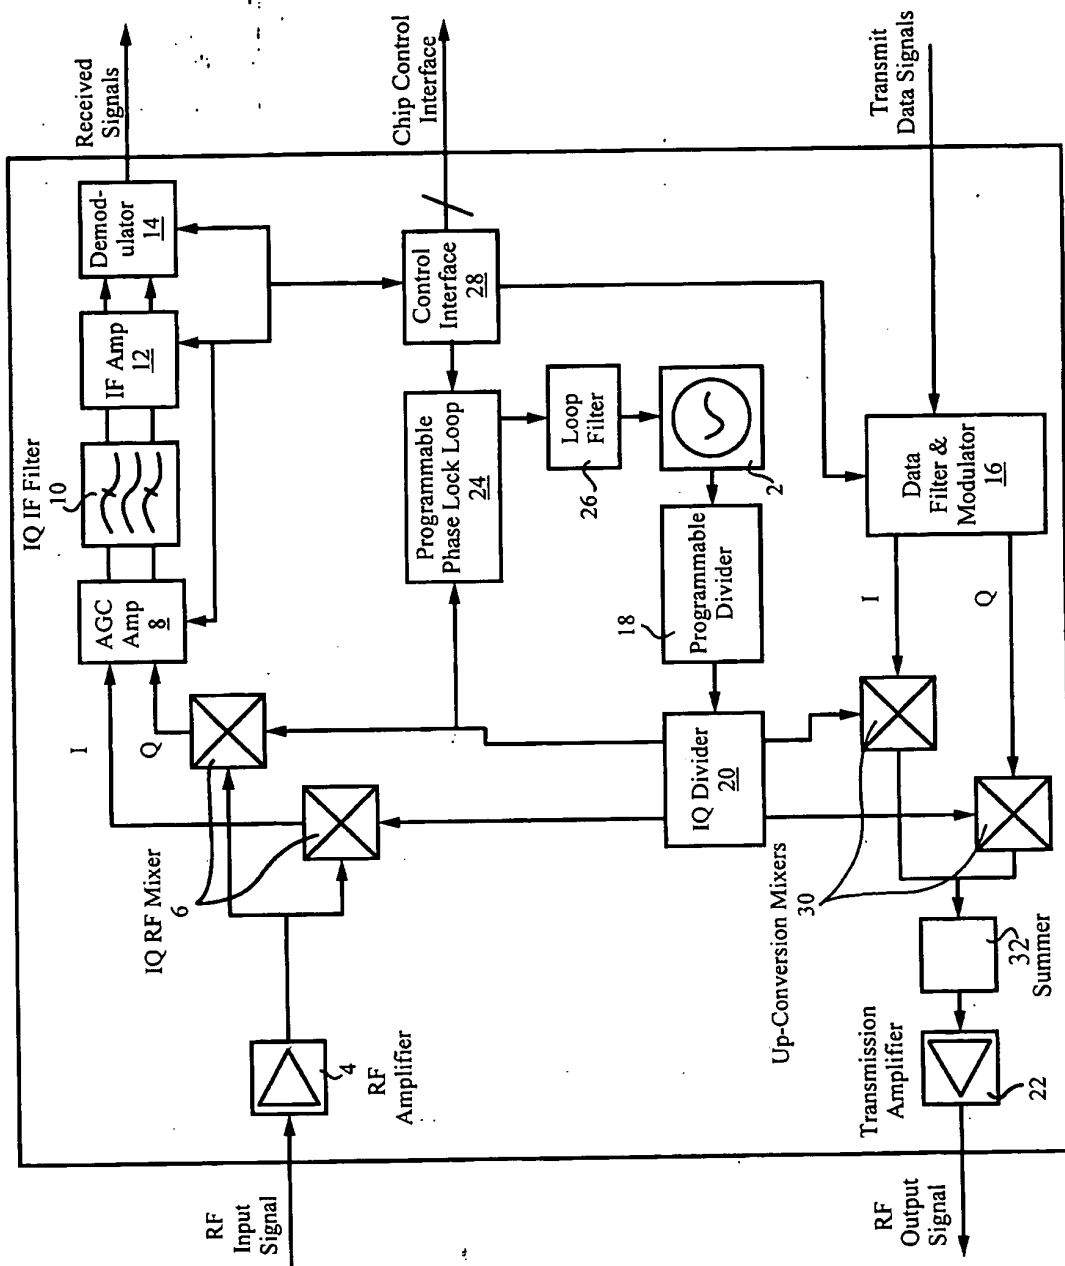 Received
Signals
Chip Control
Interface
Transmit
Data Signals
Demod-
ulator
14
IF Amp
12
IQ IF Filter
10
AGC
Amp
8
Control
Interface
28
Programmable
Phase Lock Loop
24
Loop
Filter
26
2
Programmable
Divider
18
Data
Filter &
Modulator
16
I
Q
I
Q
IQ RF Mixer
6
IQ Divider
20
Up-Conversion Mixers
30
32
Summer
4
RF
Amplifier
Transmission
Amplifier
22
RF
Input
Signal
RF
Output
Signal